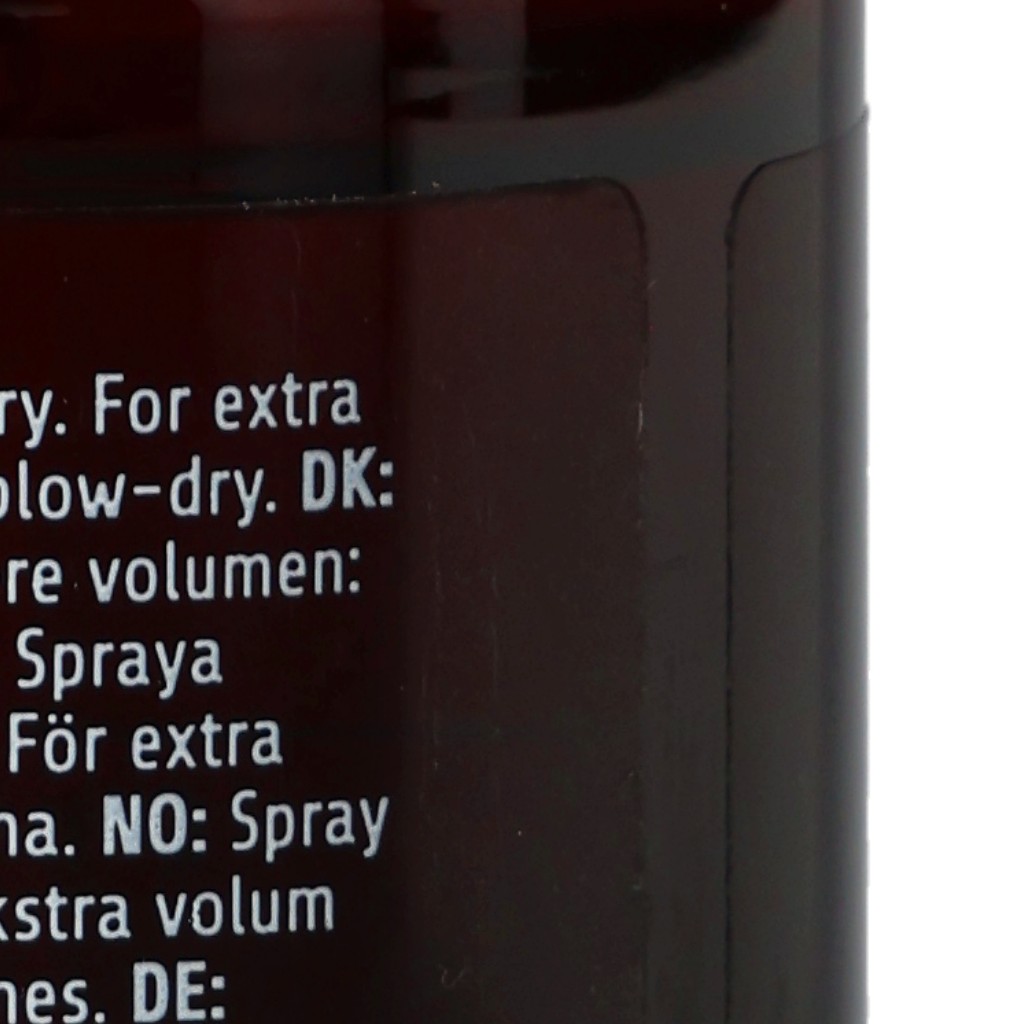 ry. For extra
blow-dry. DK:
re volumen:
Spraya
För extra
na. NO: Spray
kstra volum
nes. DE: